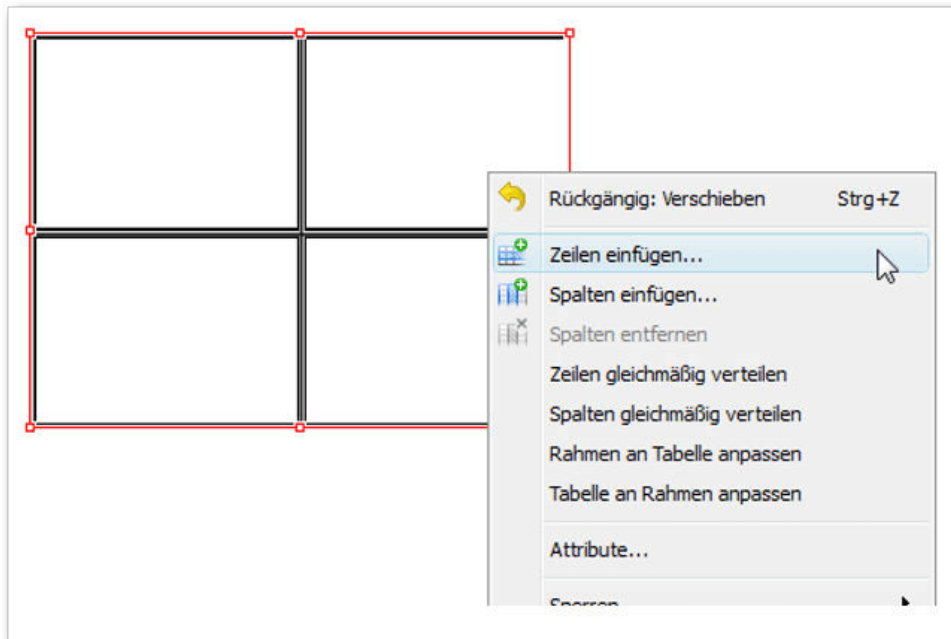 Rückgängig: Verschieben Strg+Z
Zeilen einfügen...
Spalten einfügen...
Spalten entfernen
Zeilen gleichmäßig verteilen
Spalten gleichmäßig verteilen
Rahmen an Tabelle anpassen
Tabelle an Rahmen anpassen
Attribute...
Sperren